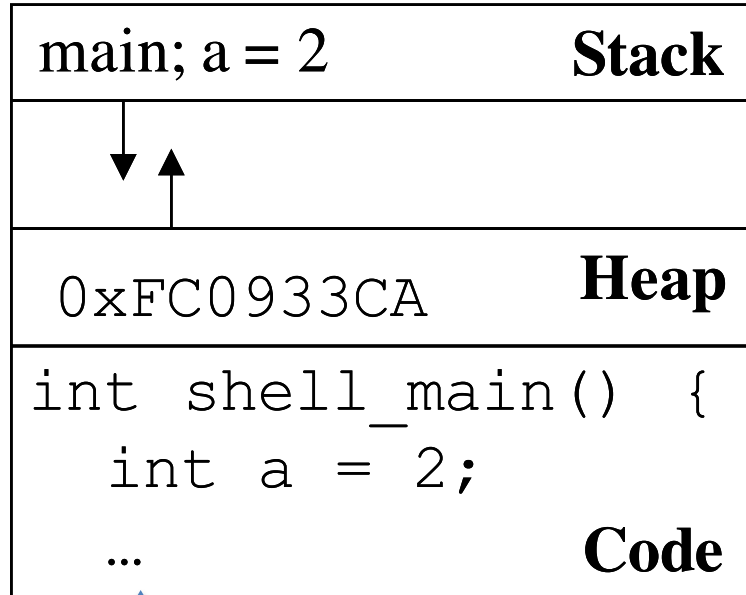 main; a = 2 Stack
0xFC0933CA Heap
int shell_main() {
int a = 2;
… Code